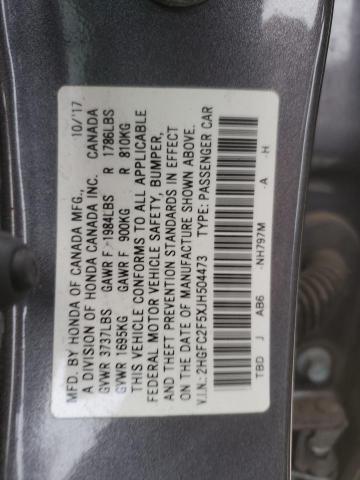 MFD. BY HONDA OF CANADA MFG., 10/'17
A DIVISION OF HONDA CANADA INC. CANADA
GVWR 3737LBS GAWR F 1984LBS R 1786LBS
GVWR 1695KG GAWR F 900KG R 810KG
THIS VEHICLE CONFORMS TO ALL APPLICABLE
FEDERAL MOTOR VEHICLE SAFETY, BUMPER,
AND THEFT PREVENTION STANDARDS IN EFFECT
ON THE DATE OF MANUFACTURE SHOWN ABOVE.
V.I.N.: 2HGFC2F5XJH504473 TYPE: PASSENGER CAR
TBD J AB6 NH797M A H